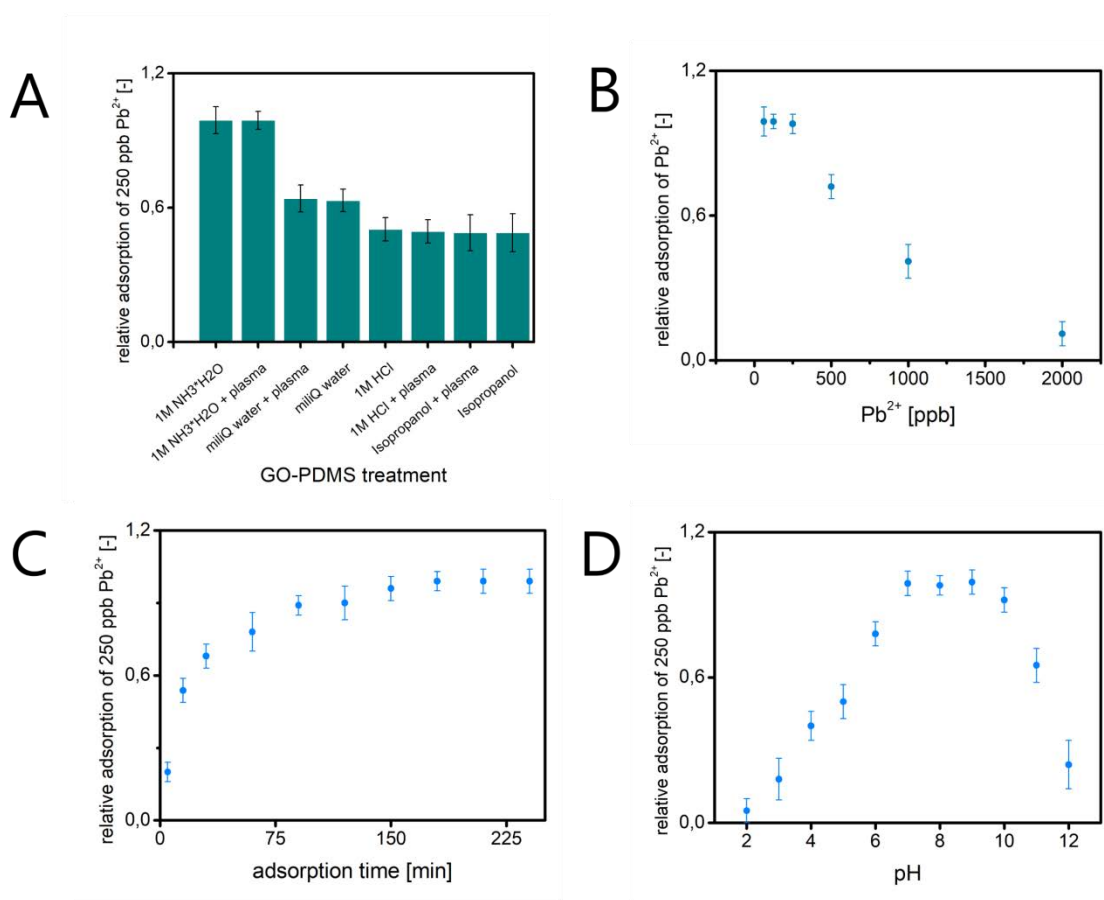 A
relative adsorption of 250 ppb Pb²⁺ [-]
1,2
0,6
0,0
1M NH3*H2O
1M NH3*H2O + plasma
miliQ water + plasma
miliQ water
1M HCl
1M HCl + plasma
Isopropanol + plasma
Isopropanol
GO-PDMS treatment
B
relative adsorption of Pb²⁺ [-]
1,2
0,6
0,0
0 500 1000 1500 2000
Pb²⁺ [ppb]
C
relative adsorption of 250 ppb Pb²⁺ [-]
1,2
0,6
0,0
0 75 150 225
adsorption time [min]
D
relative adsorption of 250 ppb Pb²⁺ [-]
1,2
0,6
0,0
2 4 6 8 10 12
pH